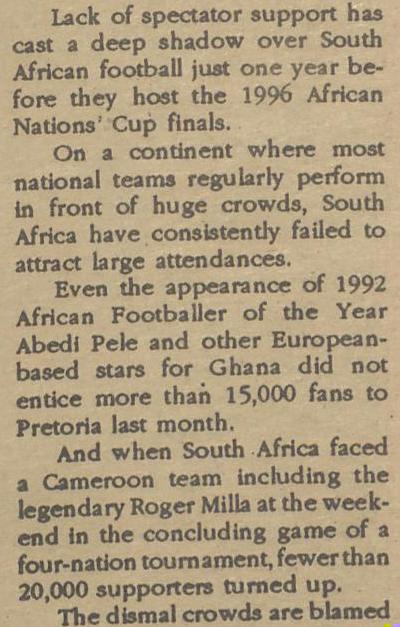 Lack of spectator support has
cast a deep shadow over South
African football just one year be-
fore they host the 1996 African
Nations' Cup finals.
On a continent where most
national teams regularly perform
in front of huge crowds, South
Africa have consistently failed to
attract large attendances.
Even the appearance of 1992
African Footballer of the Year
Abedi Pele and other European-
based stars for Ghana did not
entice more than 15,000 fans to
Pretoria last month.
And when South Africa faced
a Cameroon team including the
legendary Roger Milla at the week-
end in the concluding game of a
four-nation tournament, fewer than
20,000 supporters turned up.
The dismal crowds are blamed